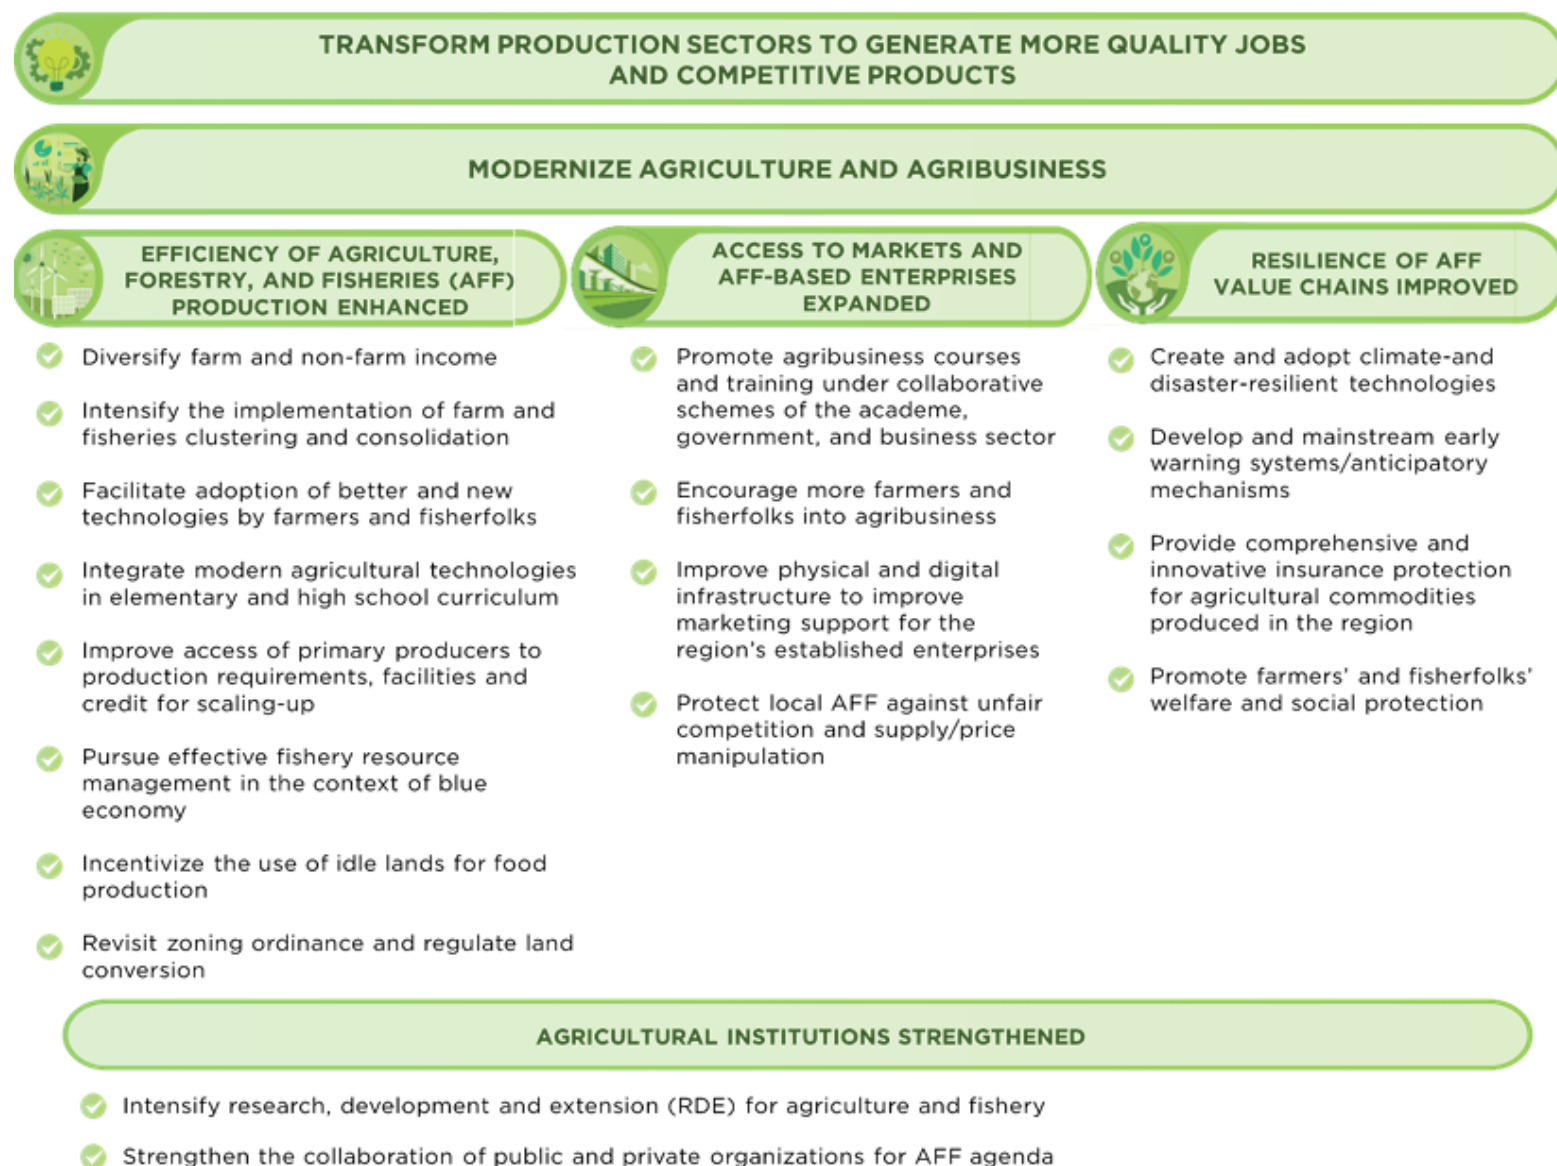 TRANSFORM PRODUCTION SECTORS TO GENERATE MORE QUALITY JOBS
AND COMPETITIVE PRODUCTS
MODERNIZE AGRICULTURE AND AGRIBUSINESS
EFFICIENCY OF AGRICULTURE,
FORESTRY, AND FISHERIES (AFF)
PRODUCTION ENHANCED
Diversify farm and non-farm income
Intensify the implementation of farm and
fisheries clustering and consolidation
Facilitate adoption of better and new
technologies by farmers and fisherfolks
Integrate modern agricultural technologies
in elementary and high school curriculum
Improve access of primary producers to
production requirements, facilities and
credit for scaling-up
Pursue effective fishery resource
management in the context of blue
economy
Incentivize the use of idle lands for food
production
Revisit zoning ordinance and regulate land
conversion
ACCESS TO MARKETS AND
AFF-BASED ENTERPRISES
EXPANDED
Promote agribusiness courses
and training under collaborative
schemes of the academe,
government, and business sector
Encourage more farmers and
fisherfolks into agribusiness
Improve physical and digital
infrastructure to improve
marketing support for the
region's established enterprises
Protect local AFF against unfair
competition and supply/price
manipulation
RESILIENCE OF AFF
VALUE CHAINS IMPROVED
Create and adopt climate-and
disaster-resilient technologies
Develop and mainstream early
warning systems/anticipatory
mechanisms
Provide comprehensive and
innovative insurance protection
for agricultural commodities
produced in the region
Promote farmers' and fisherfolks'
welfare and social protection
AGRICULTURAL INSTITUTIONS STRENGTHENED
Intensify research, development and extension (RDE) for agriculture and fishery
Strengthen the collaboration of public and private organizations for AFF agenda